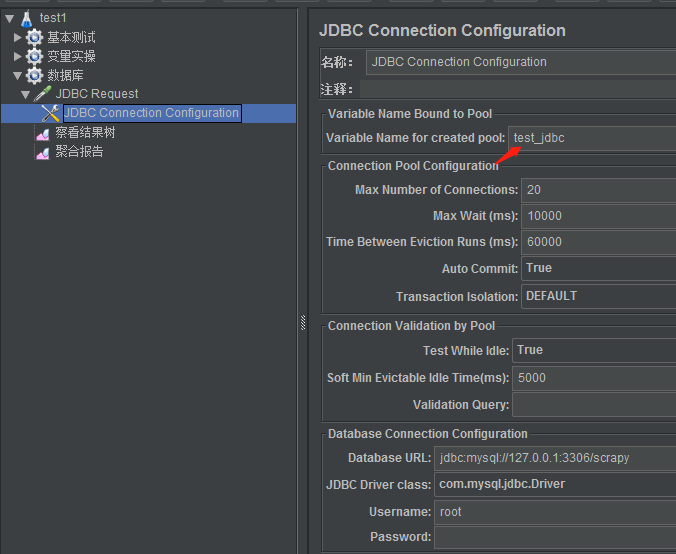 test1
基本测试
变量实操
数据库
JDBC Request
JDBC Connection Configuration
察看结果树
聚合报告
JDBC Connection Configuration
名称： JDBC Connection Configuration
注释：
Variable Name Bound to Pool
Variable Name for created pool: test_jdbc
Connection Pool Configuration
Max Number of Connections: 20
Max Wait (ms): 10000
Time Between Eviction Runs (ms): 60000
Auto Commit: True
Transaction Isolation: DEFAULT
Connection Validation by Pool
Test While Idle: True
Soft Min Evictable Idle Time(ms): 5000
Validation Query:
Database Connection Configuration
Database URL: jdbc:mysql://127.0.0.1:3306/scrapy
JDBC Driver class: com.mysql.jdbc.Driver
Username: root
Password: